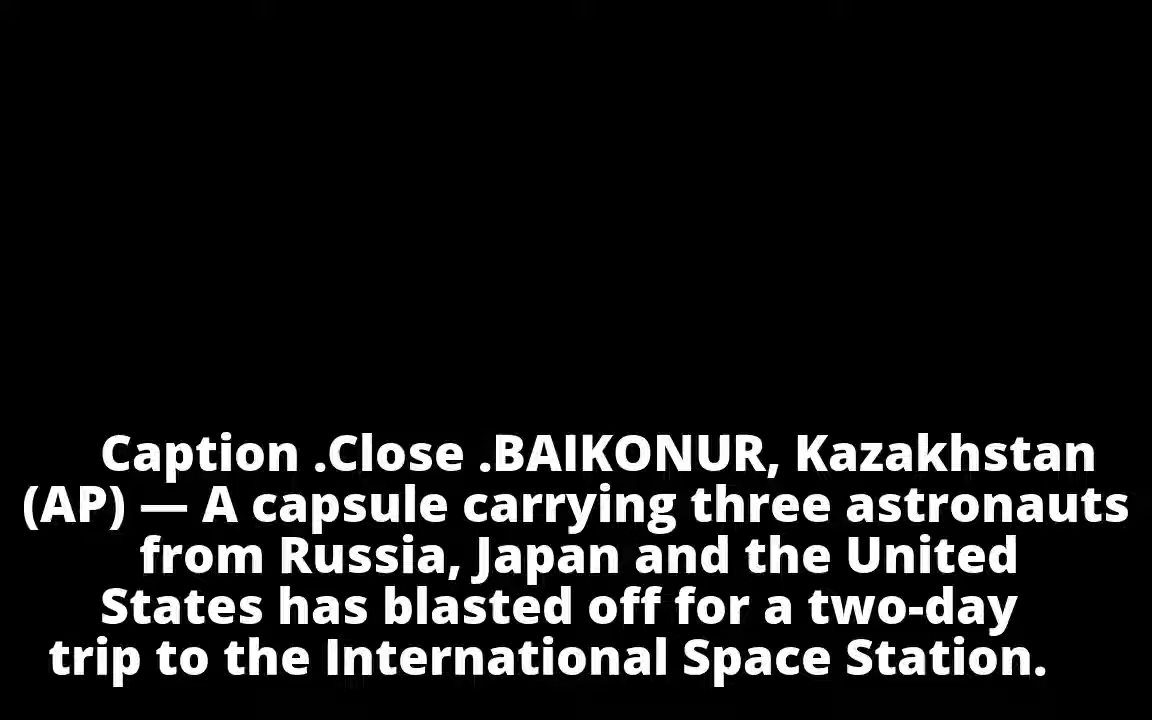 Caption .Close .BAIKONUR, Kazakhstan
(AP) — A capsule carrying three astronauts
from Russia, Japan and the United
States has blasted off for a two-day
trip to the International Space Station.